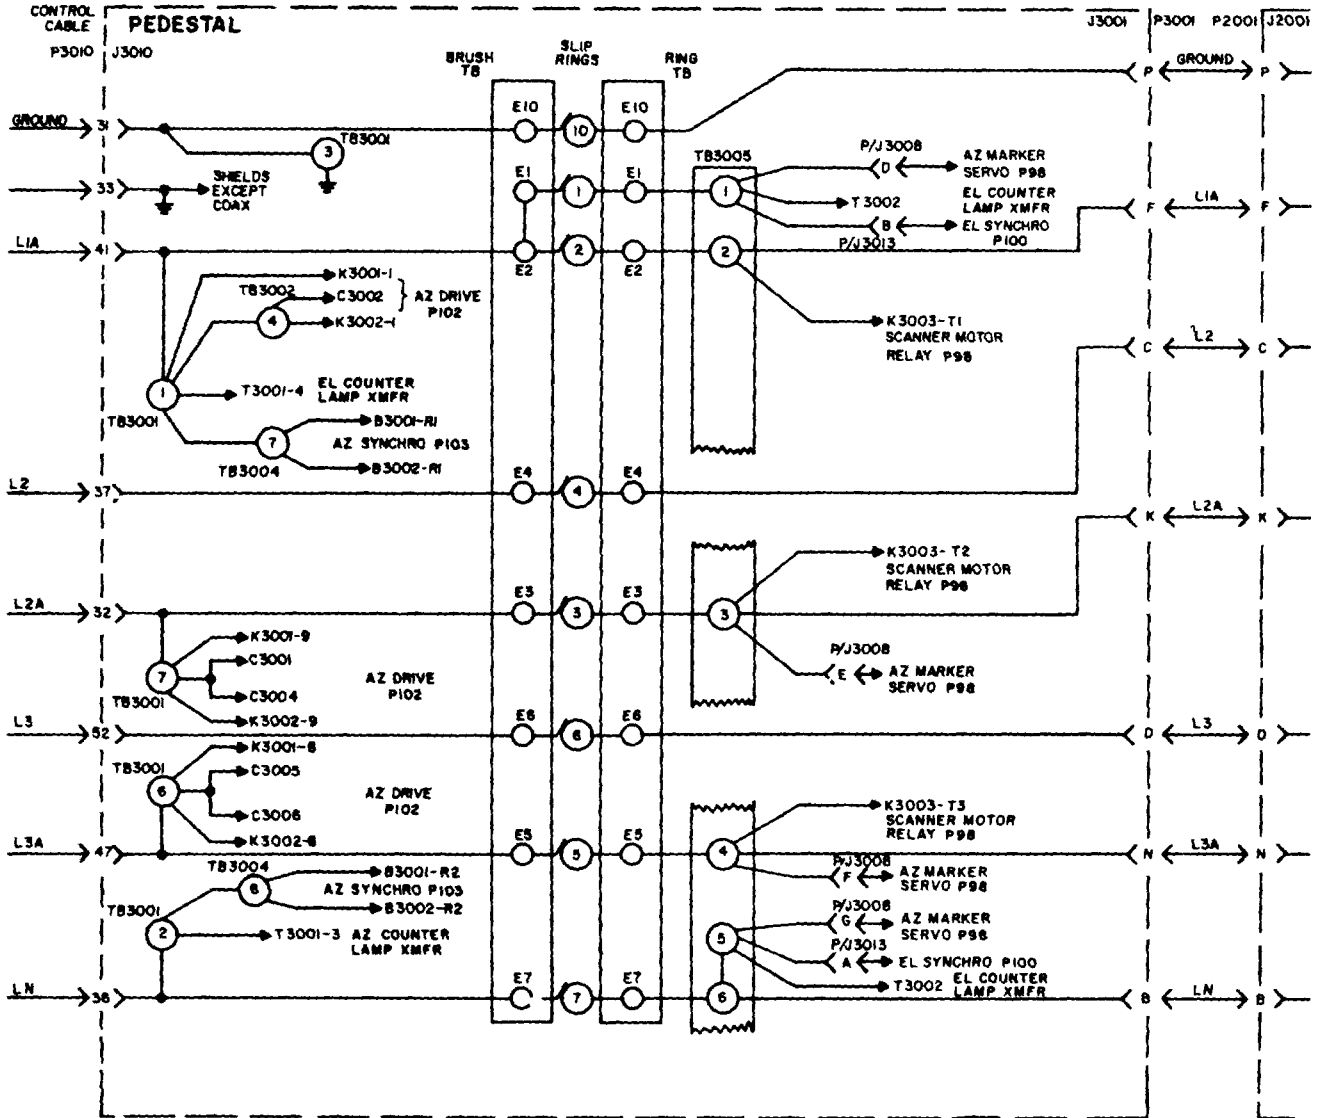 CONTROL CABLE
PEDESTAL
P3010 J3010
BRUSH TB
SLIP RINGS
RING TB
J3001 P3001 P2001 J2001
GROUND
P P
GROUND 31
TB3001
3
E10 10 E10
33
SHIELDS EXCEPT COAX
E1 1 E1
TB3005
1
P/J3008
D
AZ MARKER SERVO P98
T3002
EL COUNTER LAMP XMFR
B
EL SYNCHRO P100
P/J3013
L1A
F F
L1A 41
E2 2 E2
2
K3001-1
TB3002
C3002
4
K3002-1
AZ DRIVE P102
K3003-T1
SCANNER MOTOR
RELAY P98
L2
C C
1
TB3001
T3001-4
EL COUNTER LAMP XMFR
7
B3001-R1
AZ SYNCHRO P103
TB3004
B3002-R1
L2 37
E4 4 E4
L2A
K K
K3003-T2
SCANNER MOTOR
RELAY P98
L2A 32
E3 3 E3
3
K3001-9
C3001
7
TB3001
C3004
K3002-9
AZ DRIVE P102
P/J3008
E
AZ MARKER SERVO P98
L3 52
E6 6 E6
L3
D D
K3001-6
TB3001
C3005
6
C3006
K3002-6
AZ DRIVE P102
K3003-T3
SCANNER MOTOR
RELAY P98
L3A 47
E5 5 E5
4
L3A
N N
P/J3008
F
AZ MARKER SERVO P98
TB3004
B3001-R2
AZ SYNCHRO P103
B3002-R2
TB3001
2
T3001-3
AZ COUNTER LAMP XMFR
P/J3008
G
AZ MARKER SERVO P98
5
P/J3013
A
EL SYNCHRO P100
T3002
EL COUNTER LAMP XMFR
LN
E7 7 E7
6
LN
B B